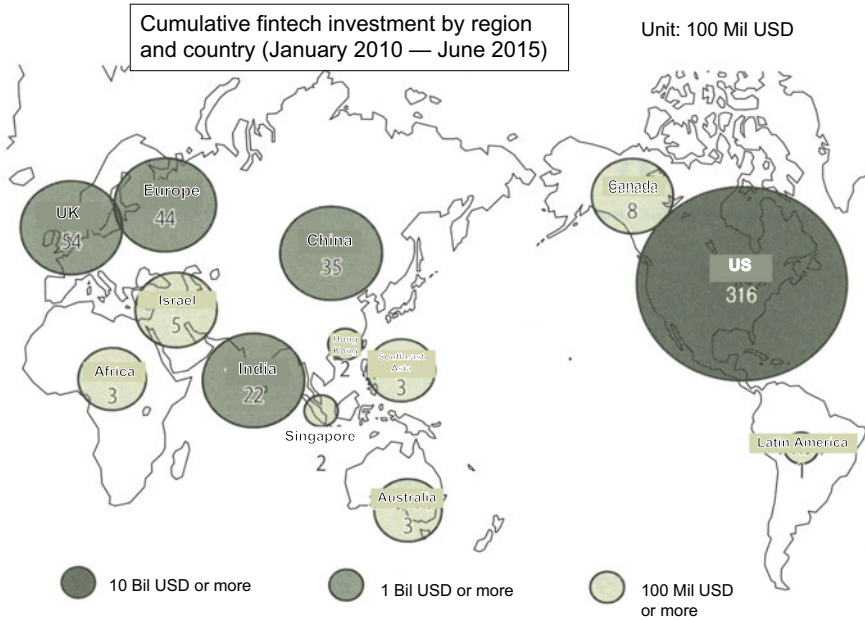 Cumulative fintech investment by region
and country (January 2010 — June 2015)
Unit: 100 Mil USD
UK
54
Europe
44
China
35
Canada
8
US
316
Israel
5
Africa
3
India
22
Hong
Kong
2
Southeast
Asia
3
Singapore
2
Australia
3
Latin America
10 Bil USD or more
1 Bil USD or more
100 Mil USD
or more